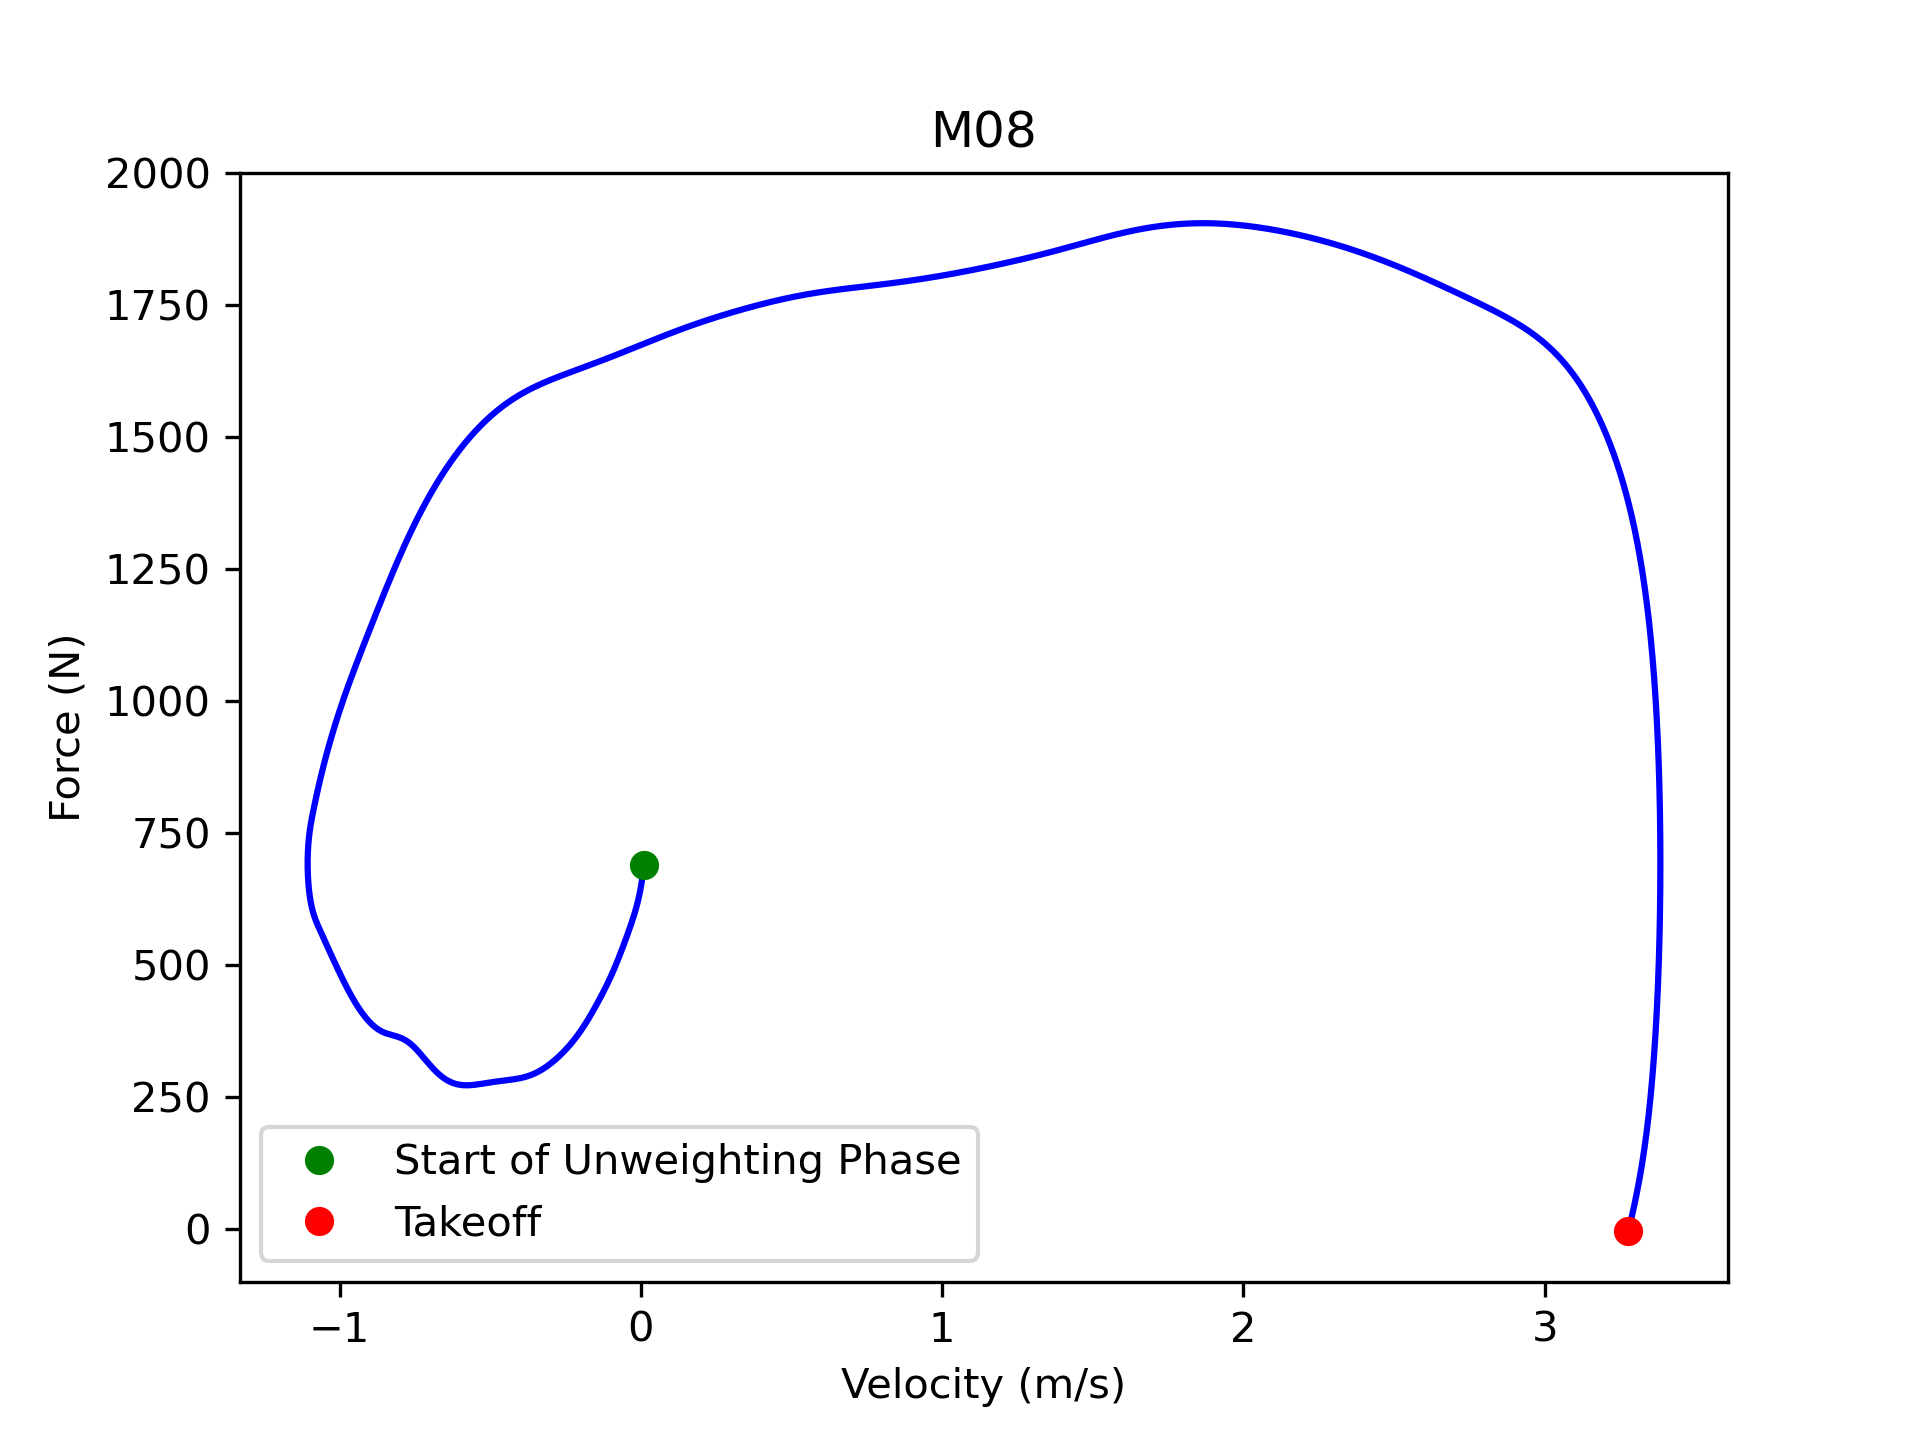 M08
2000
1750
1500
1250
1000
750
500
250
0
Force (N)
Start of Unweighting Phase
Takeoff
−1 0 1 2 3
Velocity (m/s)